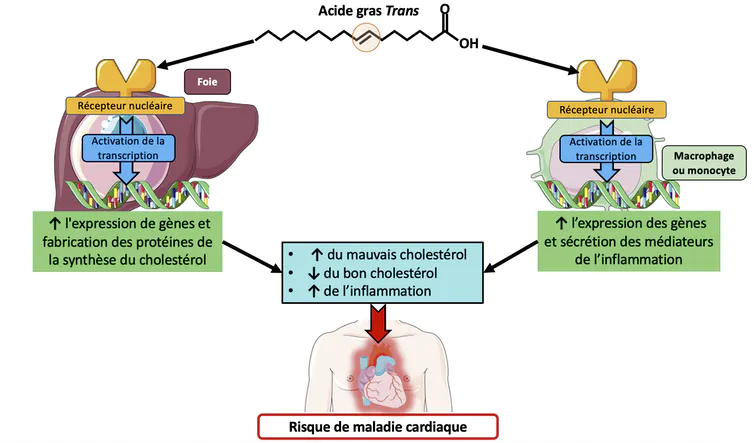 Acide gras Trans
O
OH
Foie
Récepteur nucléaire
Activation de la
transcription
↑ l'expression de gènes et
fabrication des protéines de
la synthèse du cholestérol
Récepteur nucléaire
Activation de la
transcription
Macrophage
ou monocyte
↑ l’expression des gènes
et sécrétion des médiateurs
de l’inflammation
• ↑ du mauvais cholestérol
• ↓ du bon cholestérol
• ↑ de l’inflammation
Risque de maladie cardiaque